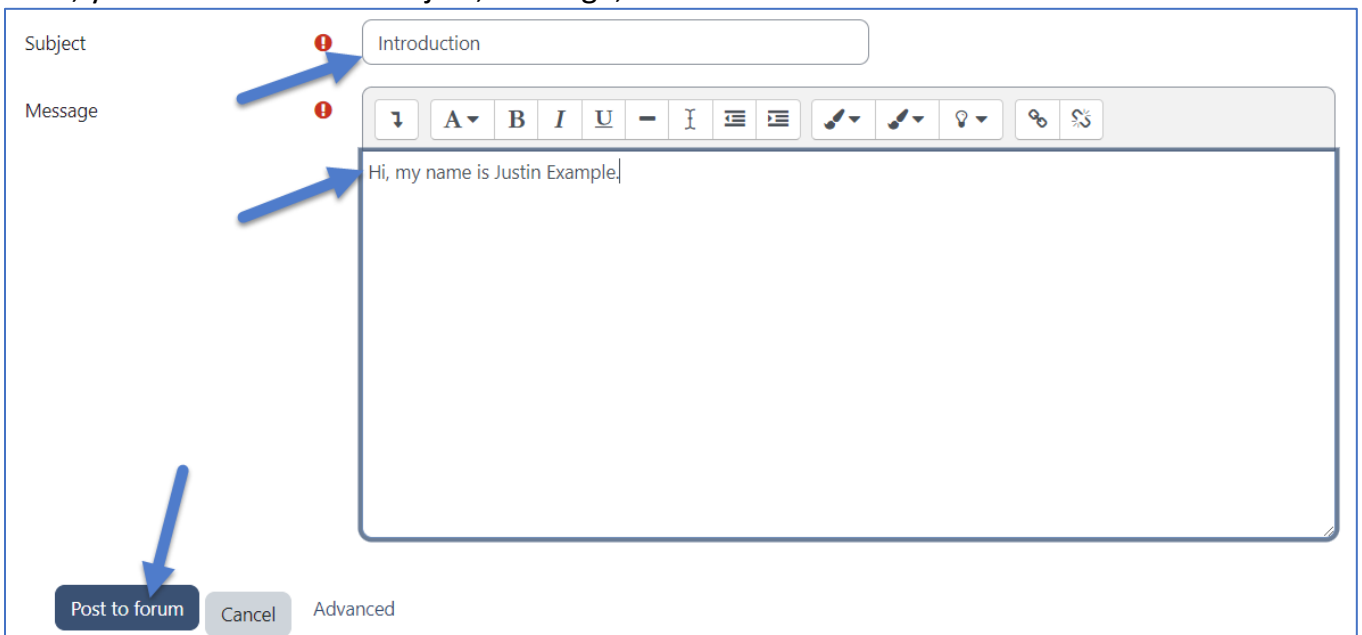 Subject
Introduction
Message
A B I U
Hi, my name is Justin Example.
Post to forum Cancel Advanced